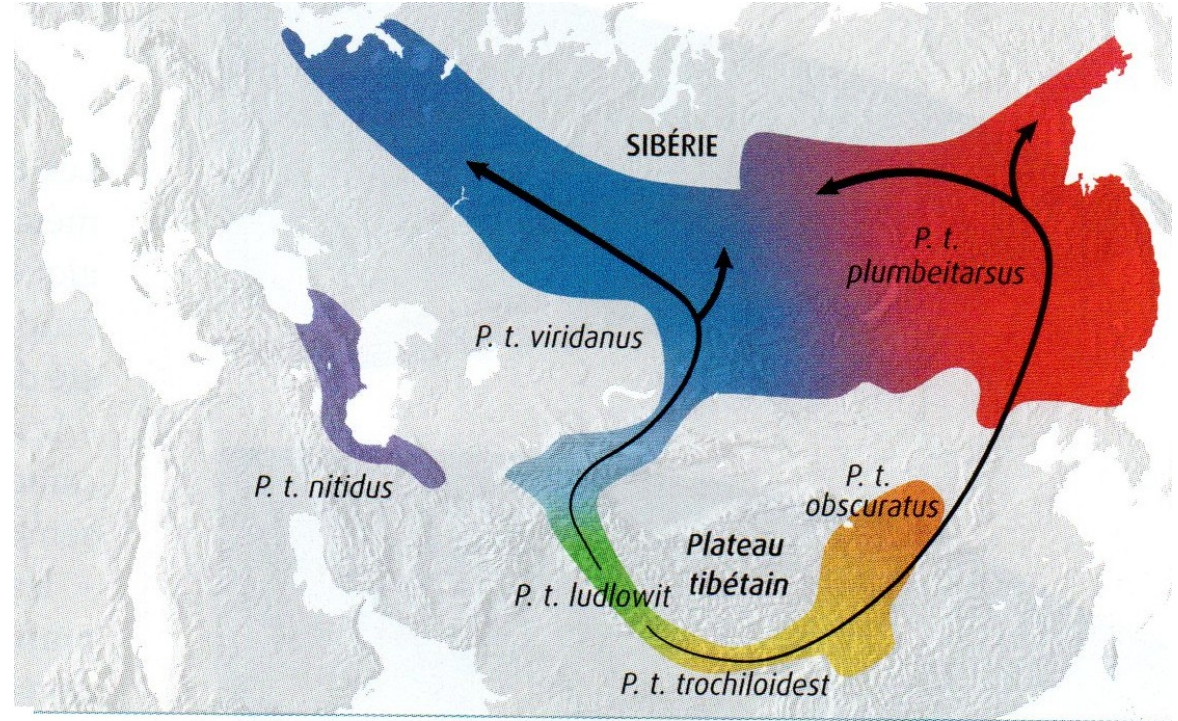 SIBÉRIE
P. t.
plumbeitarsus
P. t. viridanus
P. t. nitidus
P. t.
obscuratus
Plateau
tibétain
P. t. ludlowit
P. t. trochiloidest